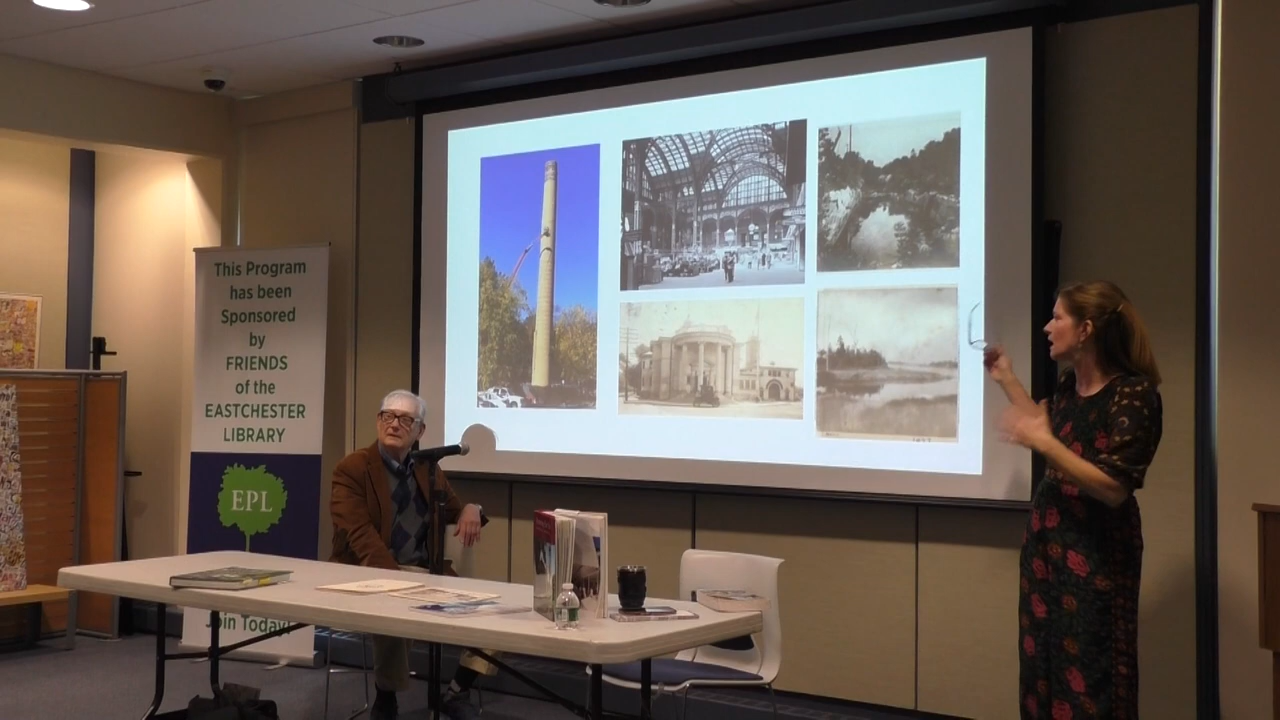 This Program
has been
Sponsored
by
FRIENDS
of the
EASTCHESTER
LIBRARY
EPL
Join Today!